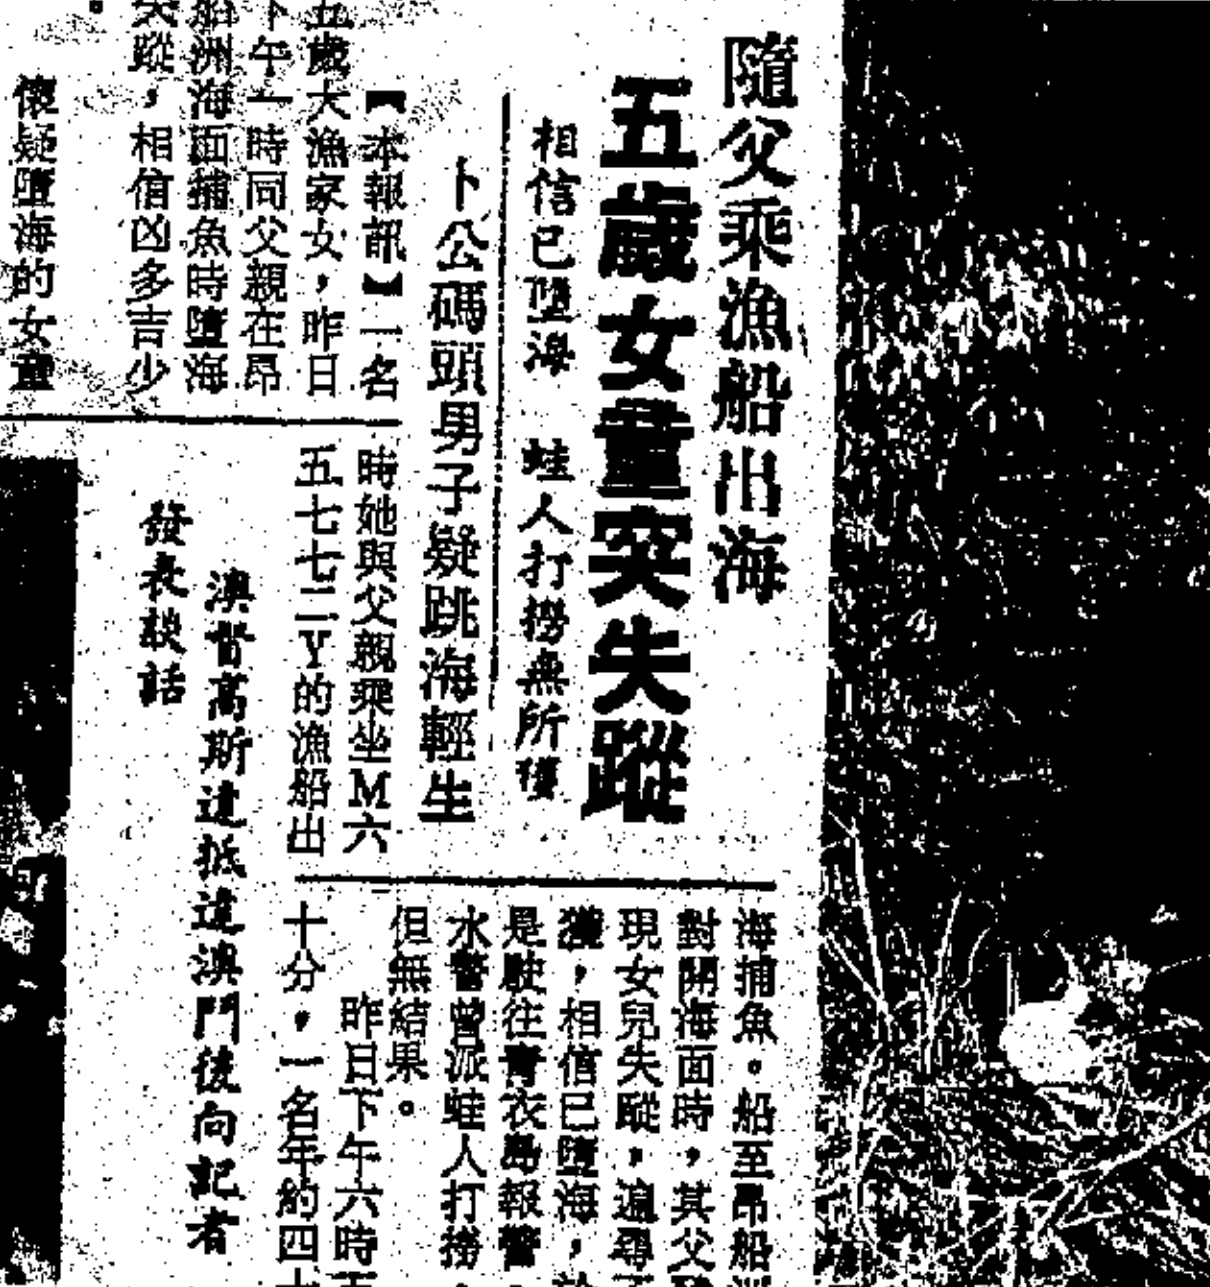 隨父乘漁船出海
五歲女童突失蹤
相信已墮海 蛙人打撈無所獲
卜公碼頭男子疑跳海輕生
【本報訊】一名
五歲大漁家女，昨日
下午一時同父親在昂
船洲海面捕魚時墮海
失蹤，相信凶多吉少
。
懷疑墮海的女童
時她與父親乘坐M六
五七七二Y的漁船出
海捕魚。船至昂船洲
對開海面時，其父發
現女兒失蹤，遍尋不
獲，相信已墮海，於
是駛往青衣島報警，
水警曾派蛙人打撈，
但無結果。
昨日下午六時五
十分，一名年約四十
澳督高斯達抵達澳門後向記者
發表談話